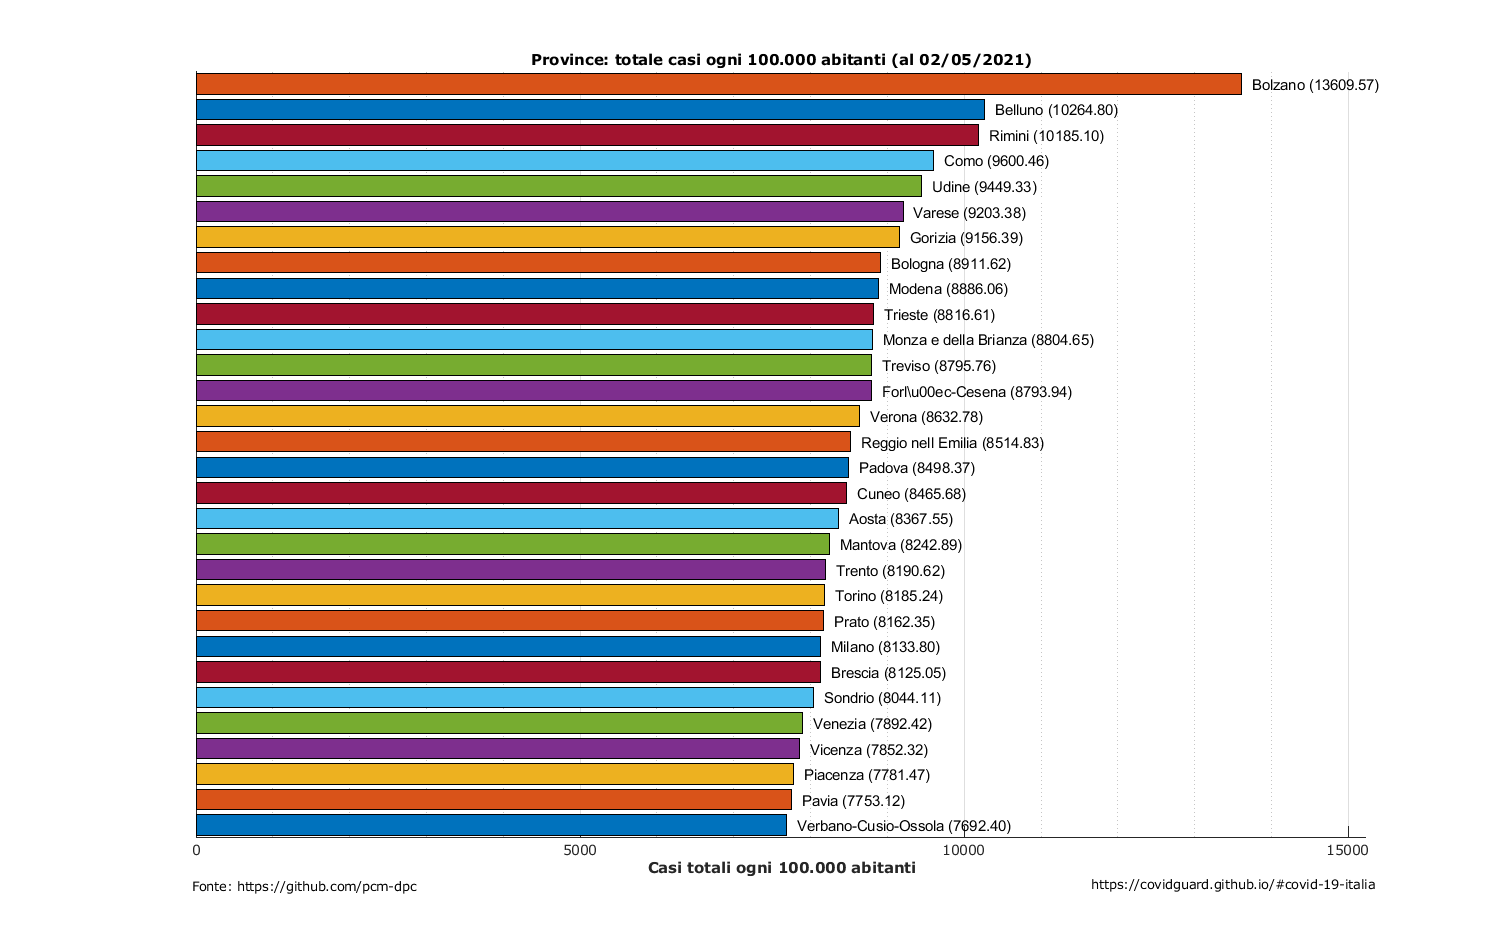 Province: totale casi ogni 100.000 abitanti (al 02/05/2021)
Bolzano (13609.57)
Belluno (10264.80)
Rimini (10185.10)
Como (9600.46)
Udine (9449.33)
Varese (9203.38)
Gorizia (9156.39)
Bologna (8911.62)
Modena (8886.06)
Trieste (8816.61)
Monza e della Brianza (8804.65)
Treviso (8795.76)
Forl\u00ec-Cesena (8793.94)
Verona (8632.78)
Reggio nell Emilia (8514.83)
Padova (8498.37)
Cuneo (8465.68)
Aosta (8367.55)
Mantova (8242.89)
Trento (8190.62)
Torino (8185.24)
Prato (8162.35)
Milano (8133.80)
Brescia (8125.05)
Sondrio (8044.11)
Venezia (7892.42)
Vicenza (7852.32)
Piacenza (7781.47)
Pavia (7753.12)
Verbano-Cusio-Ossola (7692.40)
0 5000 10000 15000
Casi totali ogni 100.000 abitanti
Fonte: https://github.com/pcm-dpc
https://covidguard.github.io/#covid-19-italia